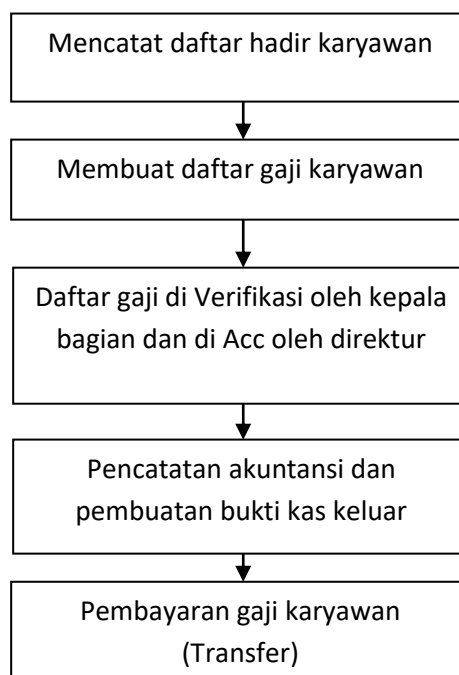 Mencatat daftar hadir karyawan
Membuat daftar gaji karyawan
Daftar gaji di Verifikasi oleh kepala
bagian dan di Acc oleh direktur
Pencatatan akuntansi dan
pembuatan bukti kas keluar
Pembayaran gaji karyawan
(Transfer)